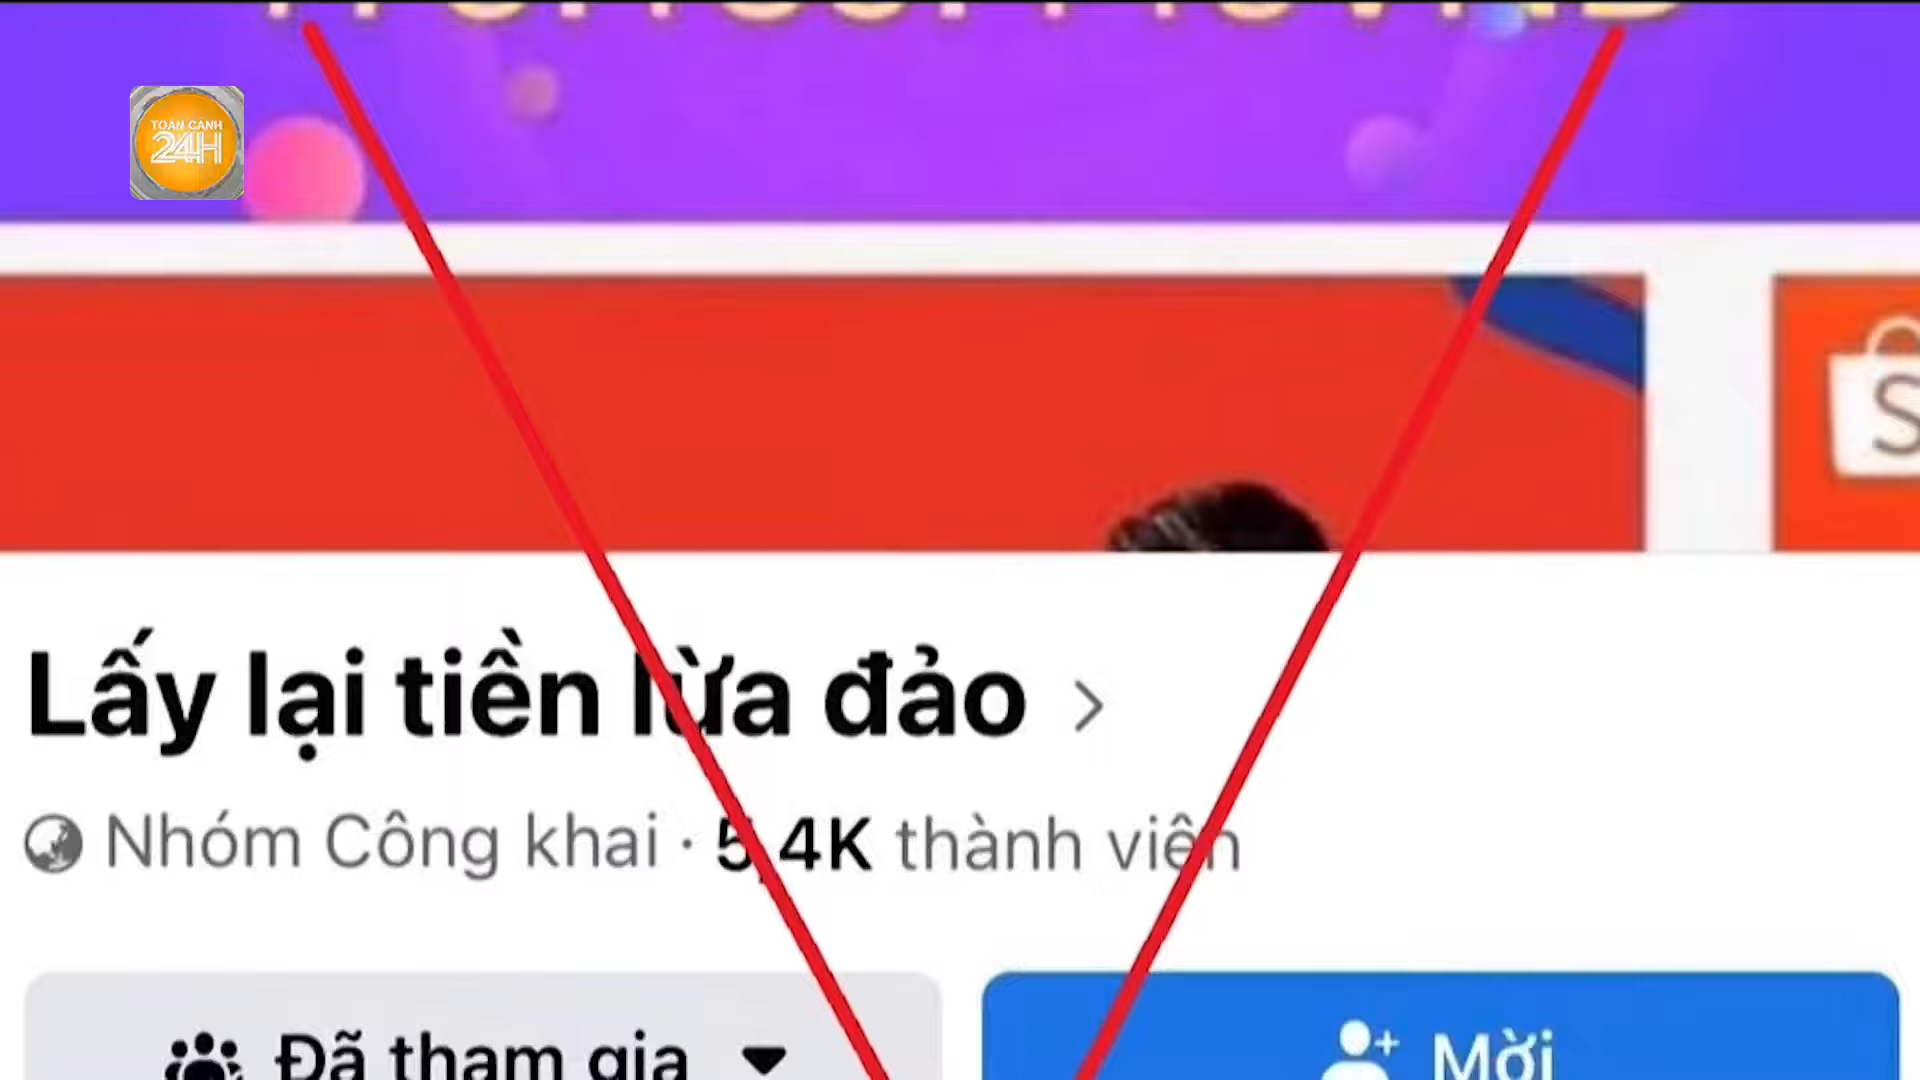 TOÀN CẢNH
24H
S
Lấy lại tiền lừa đảo
Nhóm Công khai · 5,4K thành viên
Đã tham gia
Mời